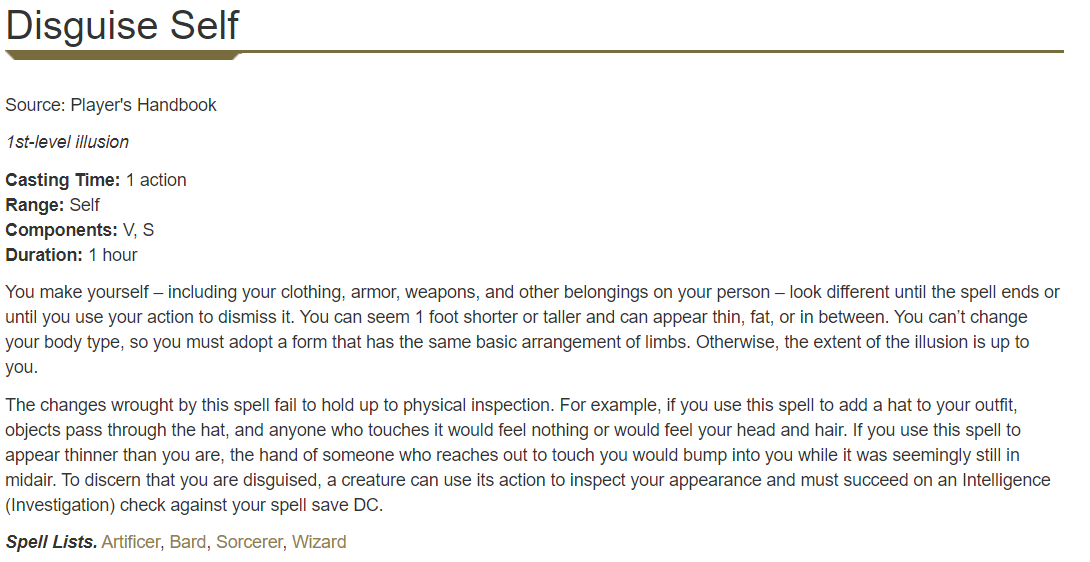 Disguise Self
Source: Player's Handbook
1st-level illusion
Casting Time: 1 action
Range: Self
Components: V, S
Duration: 1 hour
You make yourself – including your clothing, armor, weapons, and other belongings on your person – look different until the spell ends or
until you use your action to dismiss it. You can seem 1 foot shorter or taller and can appear thin, fat, or in between. You can’t change
your body type, so you must adopt a form that has the same basic arrangement of limbs. Otherwise, the extent of the illusion is up to
you.
The changes wrought by this spell fail to hold up to physical inspection. For example, if you use this spell to add a hat to your outfit,
objects pass through the hat, and anyone who touches it would feel nothing or would feel your head and hair. If you use this spell to
appear thinner than you are, the hand of someone who reaches out to touch you would bump into you while it was seemingly still in
midair. To discern that you are disguised, a creature can use its action to inspect your appearance and must succeed on an Intelligence
(Investigation) check against your spell save DC.
Spell Lists. Artificer, Bard, Sorcerer, Wizard